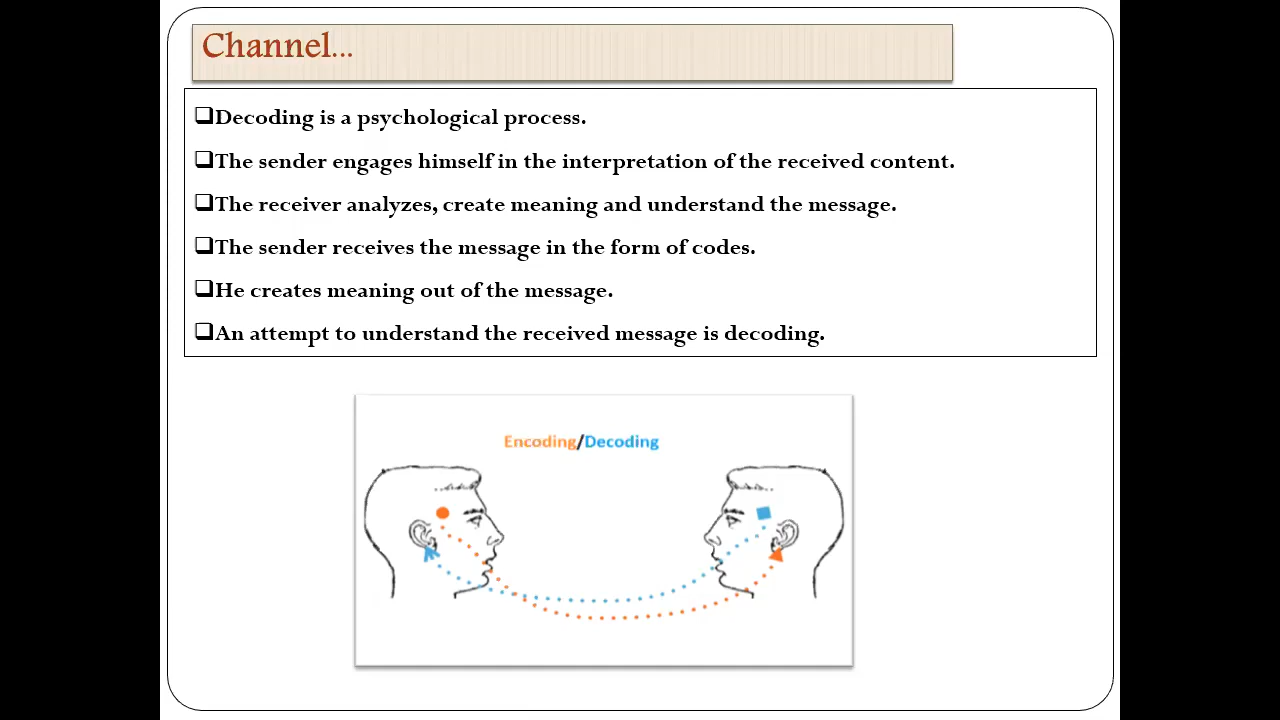 Channel...
❑Decoding is a psychological process.
❑The sender engages himself in the interpretation of the received content.
❑The receiver analyzes, create meaning and understand the message.
❑The sender receives the message in the form of codes.
❑He creates meaning out of the message.
❑An attempt to understand the received message is decoding.
Encoding/Decoding